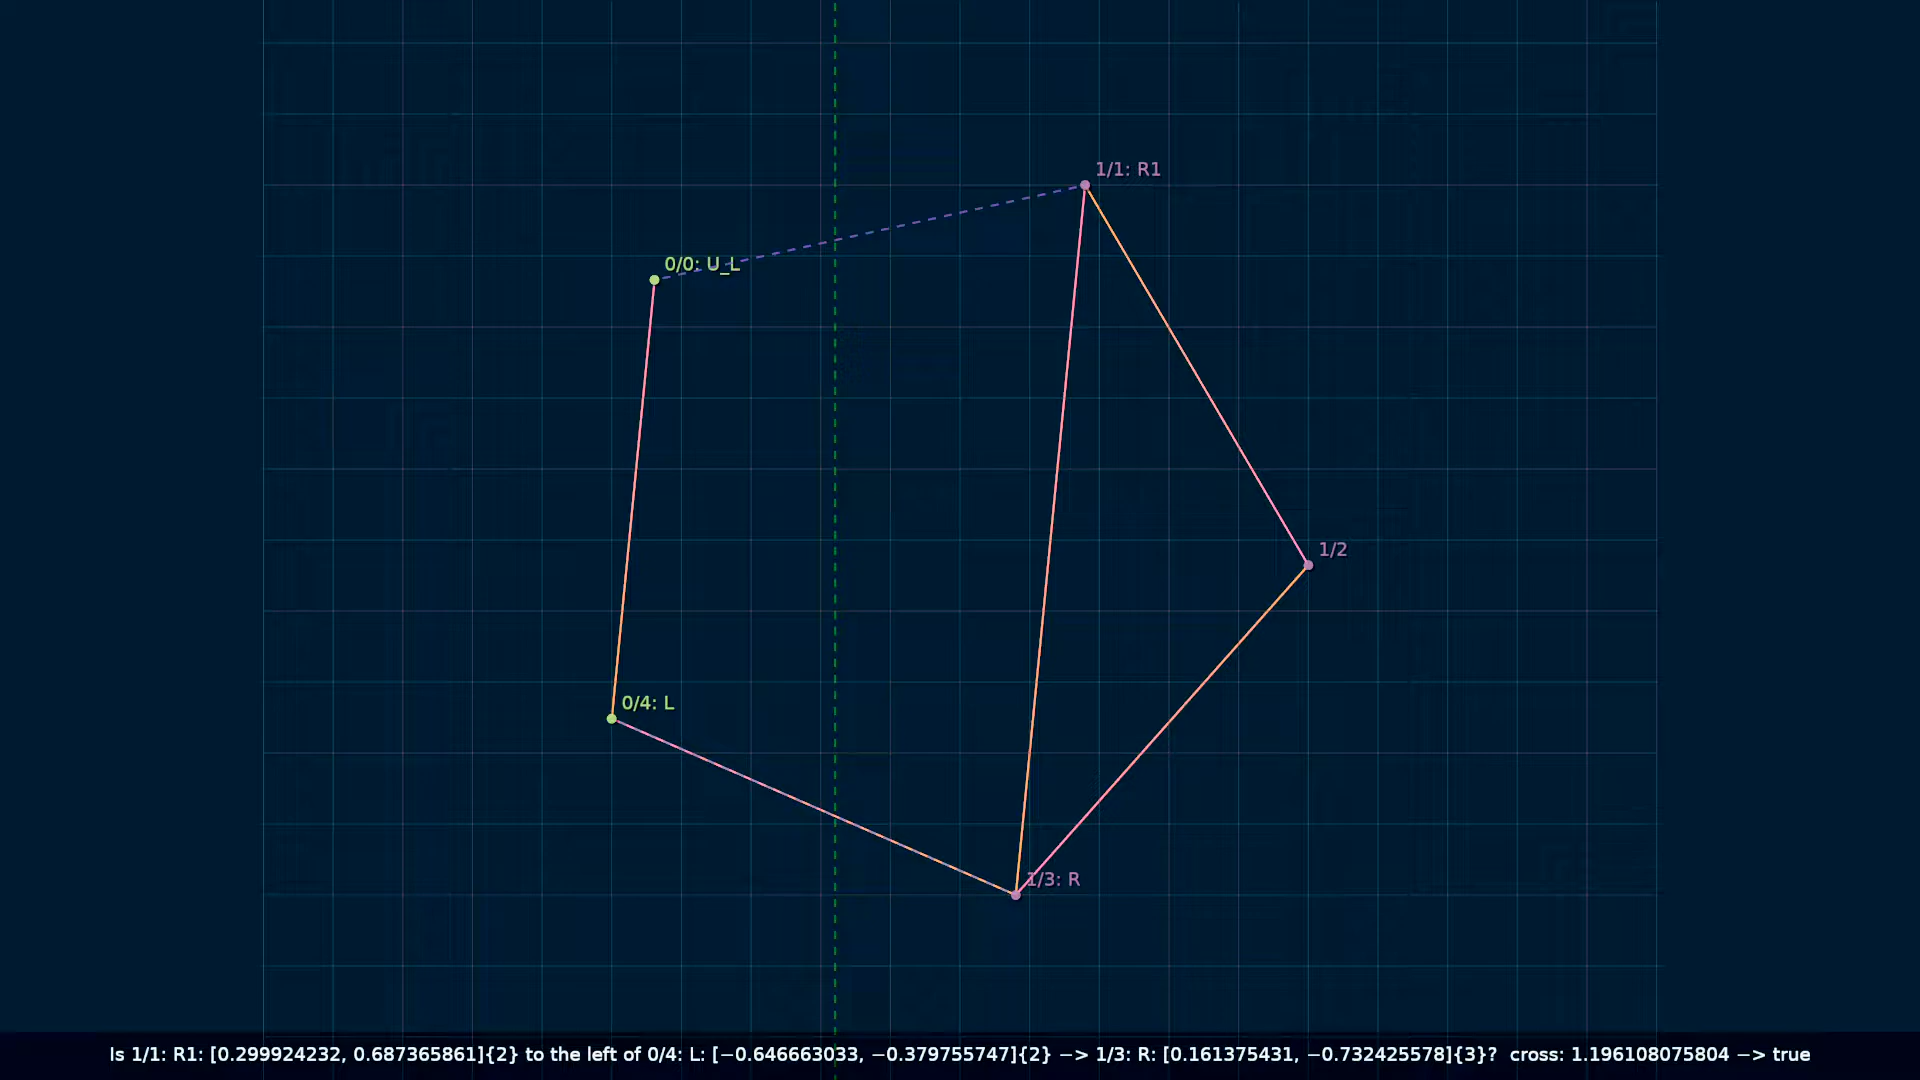 1/1: R1
0/0: U_L
1/2
0/4: L
1/3: R
Is 1/1: R1: [0.299924232, 0.687365861]{2} to the left of 0/4: L: [−0.646663033, −0.379755747]{2} −> 1/3: R: [0.161375431, −0.732425578]{3}?  cross: 1.196108075804 −> true